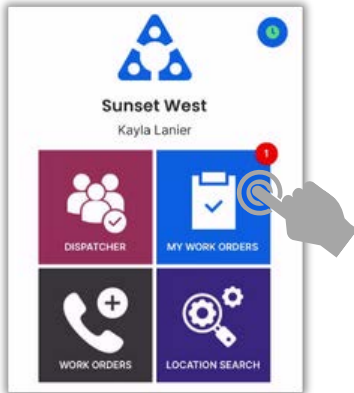 Sunset West
Kayla Lanier
1
DISPATCHER
MY WORK ORDERS
WORK ORDERS
LOCATION SEARCH